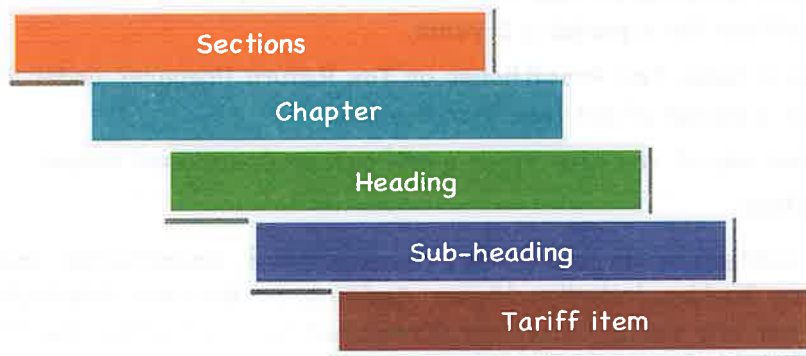 Sections
Chapter
Heading
Sub-heading
Tariff item